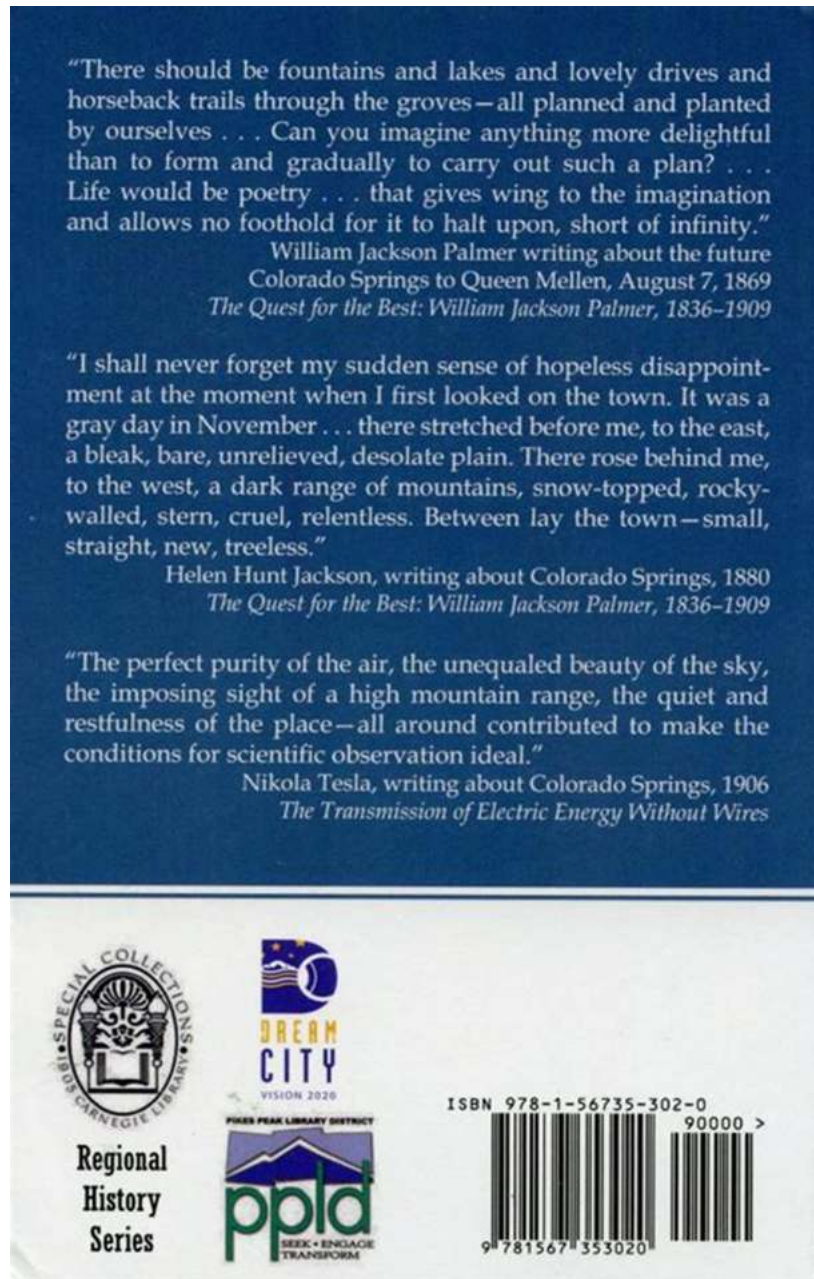 “There should be fountains and lakes and lovely drives and
horseback trails through the groves—all planned and planted
by ourselves . . . Can you imagine anything more delightful
than to form and gradually to carry out such a plan? . . .
Life would be poetry . . . that gives wing to the imagination
and allows no foothold for it to halt upon, short of infinity.”
William Jackson Palmer writing about the future
Colorado Springs to Queen Mellen, August 7, 1869
The Quest for the Best: William Jackson Palmer, 1836–1909
“I shall never forget my sudden sense of hopeless disappoint-
ment at the moment when I first looked on the town. It was a
gray day in November . . . there stretched before me, to the east,
a bleak, bare, unrelieved, desolate plain. There rose behind me,
to the west, a dark range of mountains, snow-topped, rocky-
walled, stern, cruel, relentless. Between lay the town—small,
straight, new, treeless.”
Helen Hunt Jackson, writing about Colorado Springs, 1880
The Quest for the Best: William Jackson Palmer, 1836–1909
“The perfect purity of the air, the unequaled beauty of the sky,
the imposing sight of a high mountain range, the quiet and
restfulness of the place—all around contributed to make the
conditions for scientific observation ideal.”
Nikola Tesla, writing about Colorado Springs, 1906
The Transmission of Electric Energy Without Wires
•SPECIAL COLLECTIONS•
1905 CARNEGIE LIBRARY
Regional
History
Series
DREAM
CITY
VISION 2020
PIKES PEAK LIBRARY DISTRICT
ppld
SEEK • ENGAGE
TRANSFORM
ISBN 978-1-56735-302-0
90000 >
9 781567 353020